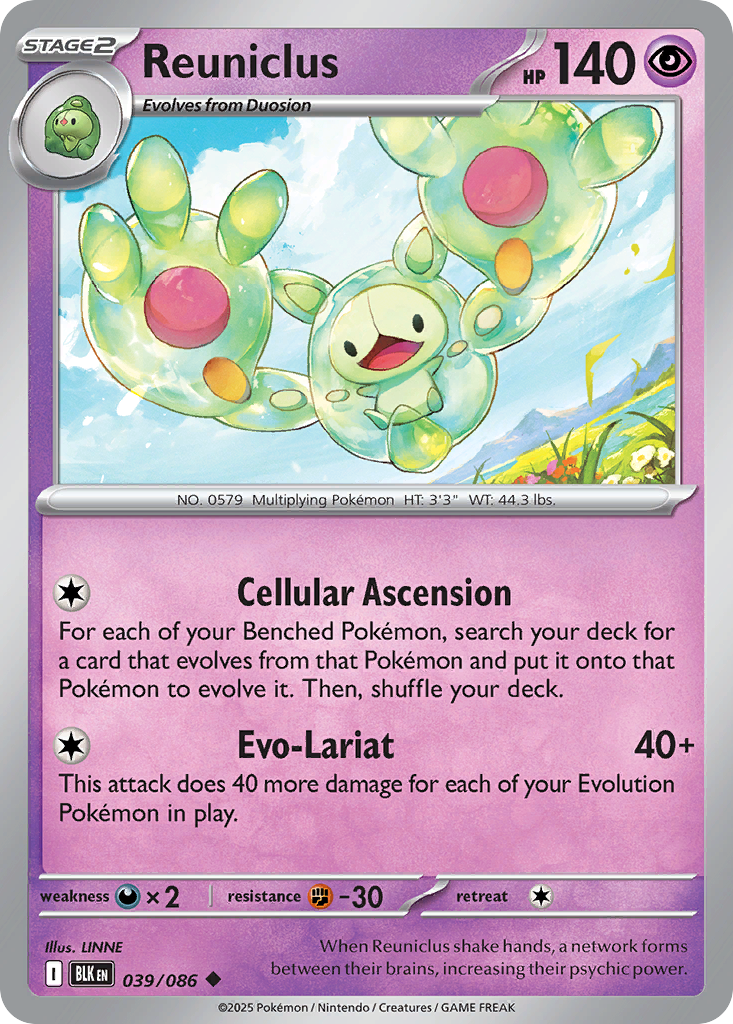 STAGE2
Reuniclus
HP 140
Evolves from Duosion
NO. 0579 Multiplying Pokémon HT: 3'3" WT: 44.3 lbs.
Cellular Ascension
For each of your Benched Pokémon, search your deck for
a card that evolves from that Pokémon and put it onto that
Pokémon to evolve it. Then, shuffle your deck.
Evo-Lariat 40+
This attack does 40 more damage for each of your Evolution
Pokémon in play.
weakness ×2 resistance -30 retreat
Illus. LINNE
When Reuniclus shake hands, a network forms
between their brains, increasing their psychic power.
I BLK EN 039/086
©2025 Pokémon / Nintendo / Creatures / GAME FREAK